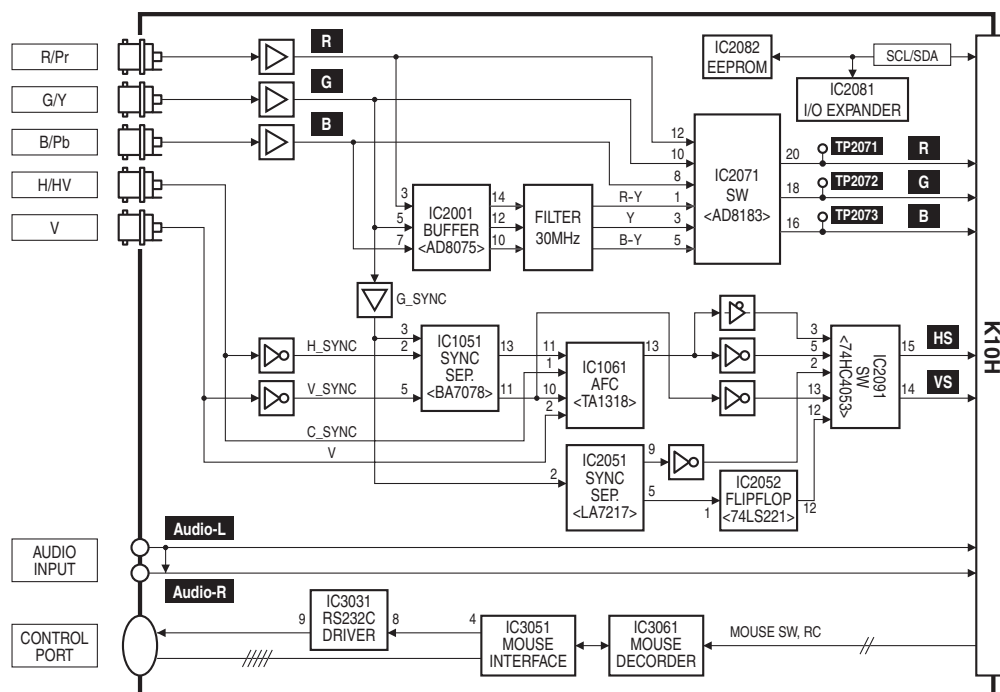 R/Pr
G/Y
B/Pb
H/HV
V
R
G
B
IC2082
EEPROM
SCL/SDA
IC2081
I/O EXPANDER
12
10
8
1
3
5
IC2071
SW
<AD8183>
20
18
16
TP2071
TP2072
TP2073
R
G
B
3
5
7
IC2001
BUFFER
<AD8075>
14
12
10
FILTER
30MHz
R-Y
Y
B-Y
G_SYNC
H_SYNC
V_SYNC
C_SYNC
V
3
2
5
IC1051
SYNC
SEP.
<BA7078>
13
11
11
1
10
2
IC1061
AFC
<TA1318>
13
3
5
2
13
12
IC2091
SW
<74HC4053>
15
14
HS
VS
K10H
2
IC2051
SYNC
SEP.
<LA7217>
9
5
1
IC2052
FLIPFLOP
<74LS221>
12
AUDIO
INPUT
Audio-L
Audio-R
CONTROL
PORT
9
IC3031
RS232C
DRIVER
8
4
IC3051
MOUSE
INTERFACE
IC3061
MOUSE
DECORDER
MOUSE SW, RC